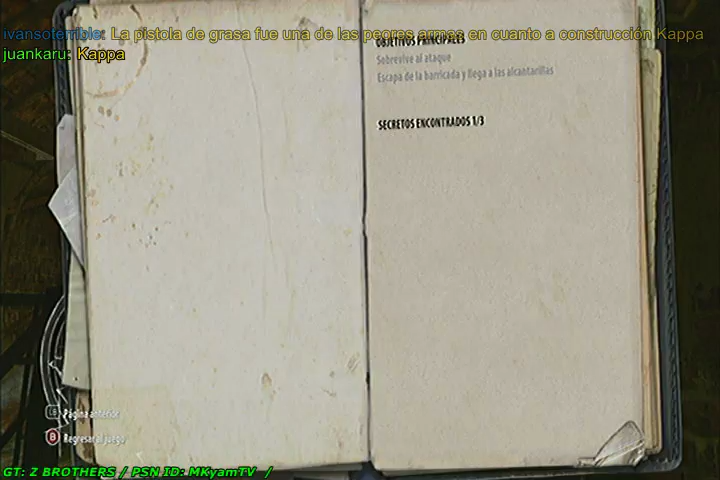 ivansoterrible: La pistola de grasa fue una de las peores armas en cuanto a construcción Kappa
juankaru: Kappa
OBJETIVOS PRINCIPALES
Sobrevive al ataque
Escapa de la barricada y llega a las alcantarillas
SECRETOS ENCONTRADOS 1/3
LB Página anterior
B Regresar al juego
GT: Z BROTHERS / PSN ID: MKyamTV /